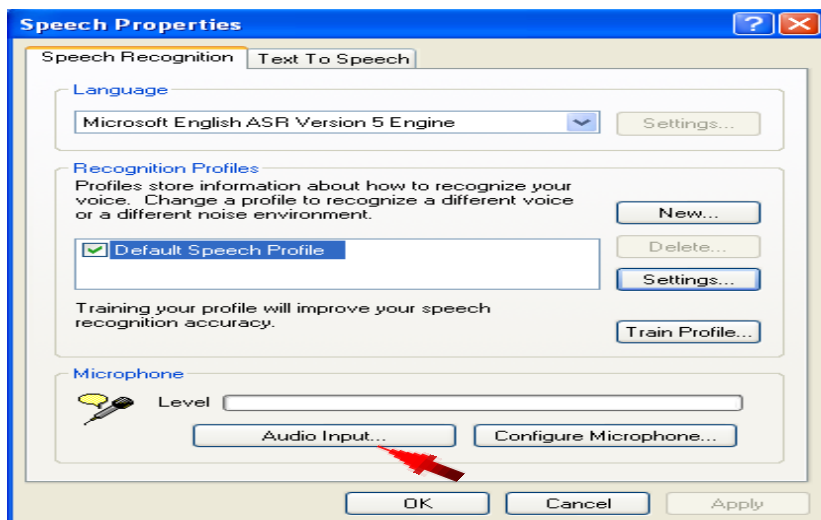 Speech Properties
Speech Recognition
Text To Speech
Language
Microsoft English ASR Version 5 Engine
Settings...
Recognition Profiles
Profiles store information about how to recognize your
voice. Change a profile to recognize a different voice
or a different noise environment.
New...
Default Speech Profile
Delete...
Settings...
Training your profile will improve your speech
recognition accuracy.
Train Profile...
Microphone
Level
Audio Input...
Configure Microphone...
OK
Cancel
Apply